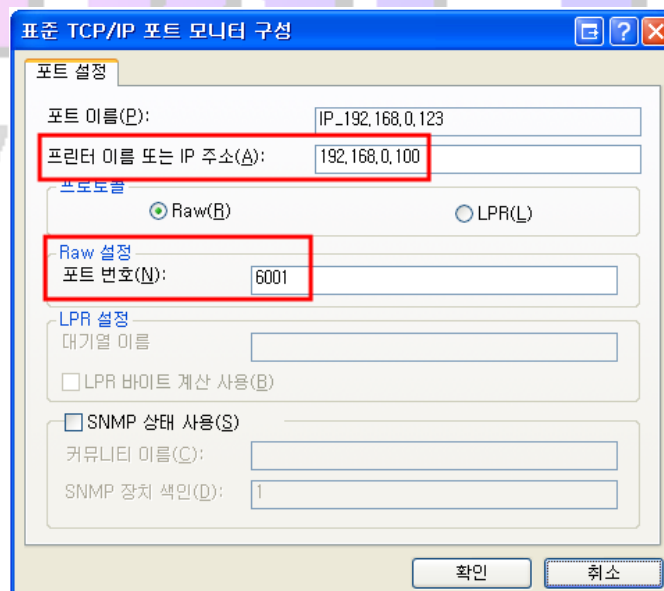 표준 TCP/IP 포트 모니터 구성
포트 설정
포트 이름(P): IP_192,168,0,123
프린터 이름 또는 IP 주소(A): 192,168,0,100
프로토콜
Raw(R) LPR(L)
Raw 설정
포트 번호(N): 6001
LPR 설정
대기열 이름
LPR 바이트 계산 사용(B)
SNMP 상태 사용(S)
커뮤니티 이름(C):
SNMP 장치 색인(D): 1
확인 취소